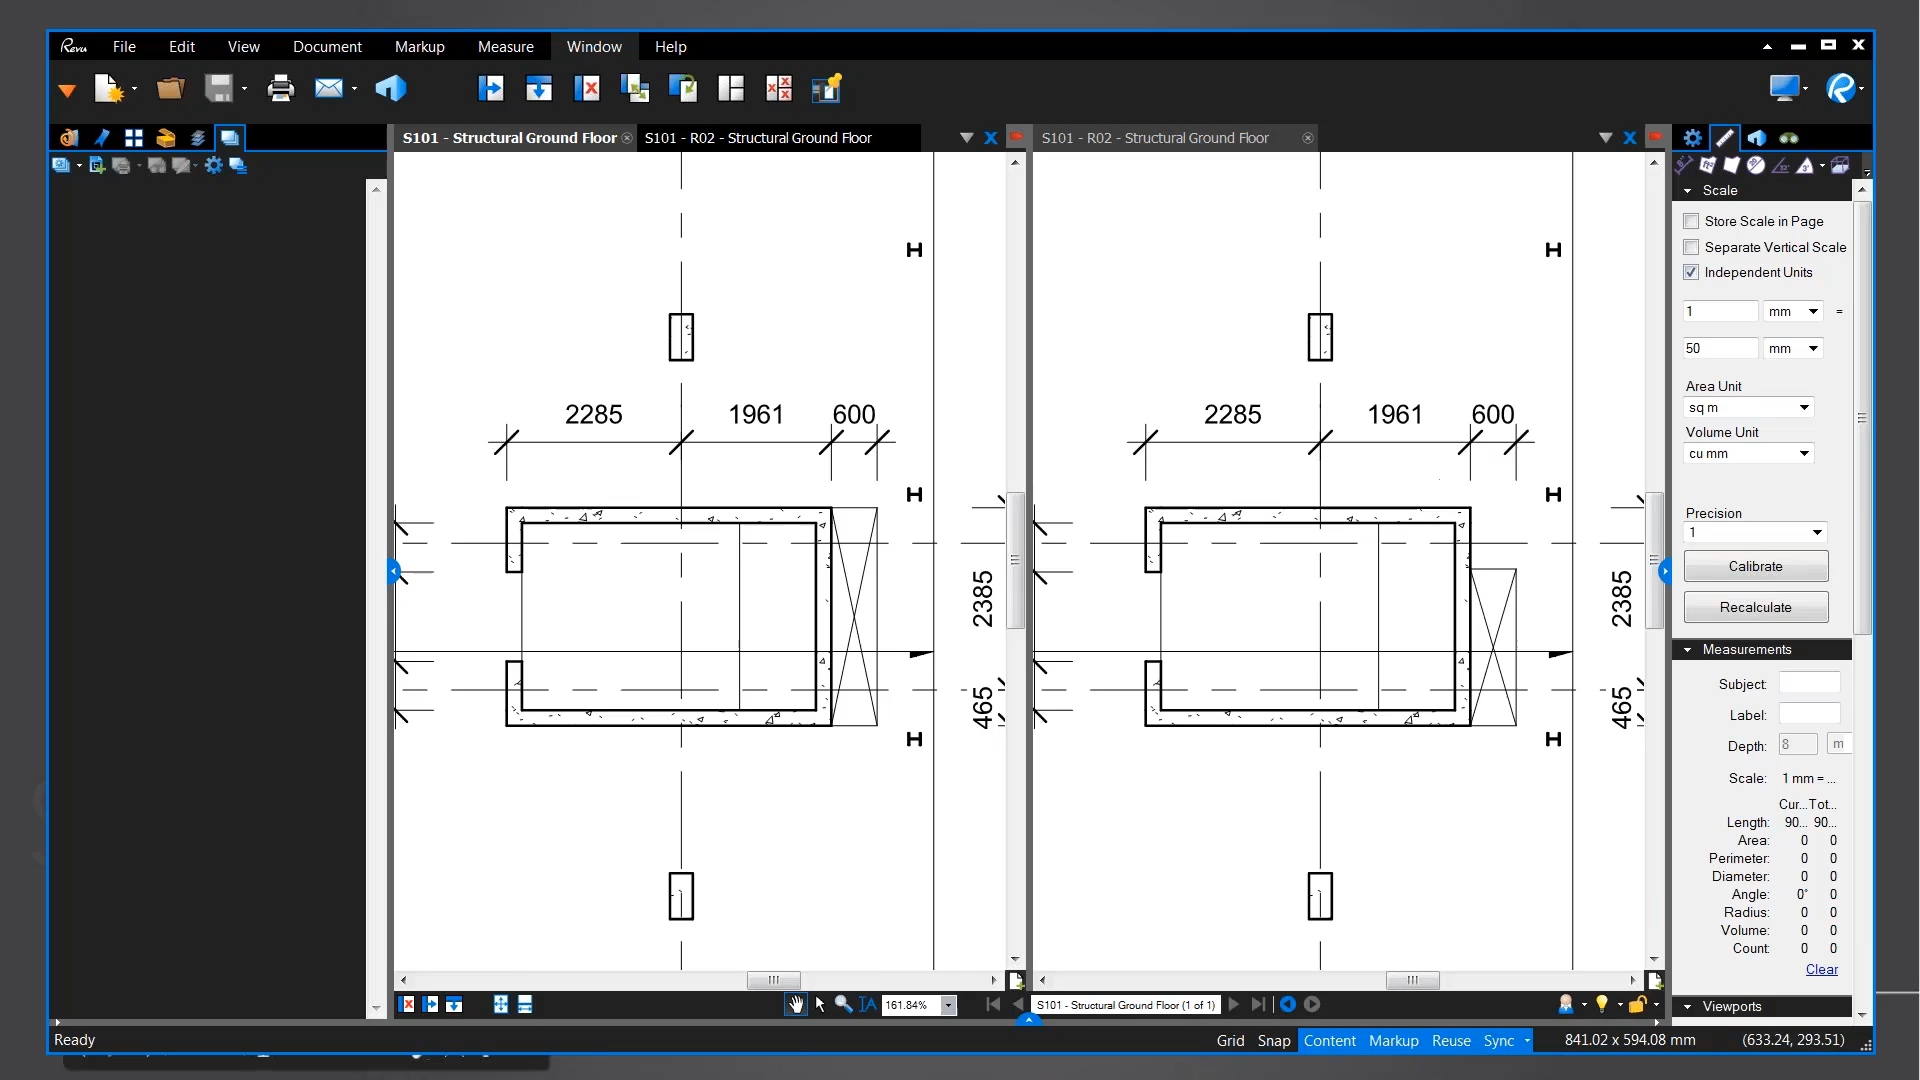 Revu File Edit View Document Markup Measure Window Help
S101 - Structural Ground Floor S101 - R02 - Structural Ground Floor S101 - R02 - Structural Ground Floor
Scale
Store Scale in Page
Separate Vertical Scale
Independent Units
1 mm =
50 mm
Area Unit
sq m
Volume Unit
cu mm
Precision
1
Calibrate
Recalculate
Measurements
Subject:
Label:
Depth: 8 m
Scale: 1 mm = ...
Cur... Tot...
Length: 90... 90...
Area: 0 0
Perimeter: 0 0
Diameter: 0 0
Angle: 0° 0
Radius: 0 0
Volume: 0 0
Count: 0 0
Clear
Viewports
H
2285 1961 600
H
2385
465
H
H
2285 1961 600
H
2385
465
H
161.84% S101 - Structural Ground Floor (1 of 1)
Ready Grid Snap Content Markup Reuse Sync 841.02 x 594.08 mm (633.24, 293.51)